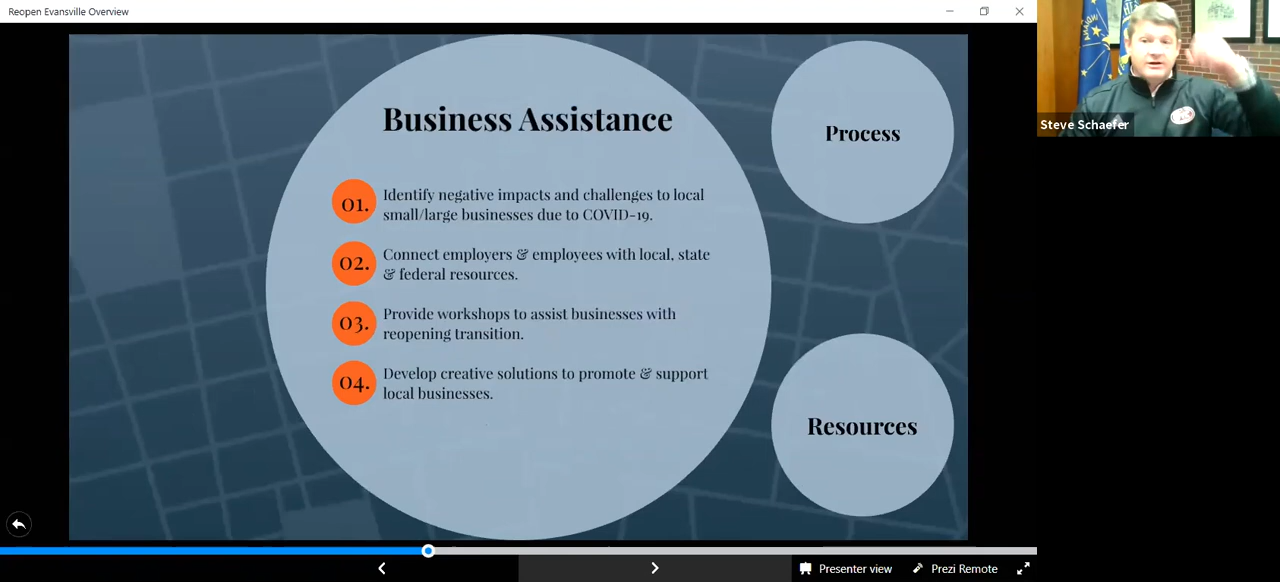 Reopen Evansville Overview
Business Assistance
01.
Identify negative impacts and challenges to local
small/large businesses due to COVID-19.
02.
Connect employers & employees with local, state
& federal resources.
03.
Provide workshops to assist businesses with
reopening transition.
04.
Develop creative solutions to promote & support
local businesses.
Process
Resources
INDIANA
Steve Schaefer
Presenter view
Prezi Remote